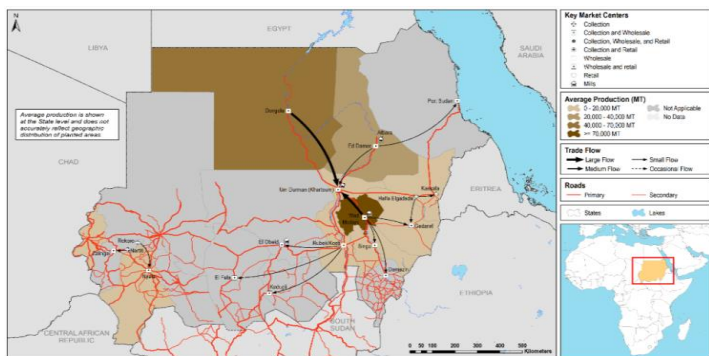 N
EGYPT
LIBYA
SAUDI
ARABIA
Average production is shown
at the State level and does not
accurately reflect geographic
distribution of planted areas.
CHAD
Dongola
Port Sudan
Atbara
Ed Damer
Om Durman (Khartoum)
Kassala
Halfa Elgadeda
ERITREA
Gedaref
El Obeid
El Fula
Kadugli
ETHIOPIA
CENTRAL AFRICAN
REPUBLIC
SOUTH
SUDAN
0 50 100 200 300 400 500
Kilometers
Key Market Centers
Collection
Collection and Wholesale
Collection, Wholesale, and Retail
Collection and Retail
Wholesale
Wholesale and retail
Retail
Mills
Average Production (MT)
0 - 20,000 MT
20,000 - 40,000 MT
40,000 - 70,000 MT
>= 70,000 MT
Not Applicable
No Data
Trade Flow
Large Flow
Medium Flow
Small Flow
Occasional Flow
Roads
Primary
Secondary
States
Lakes